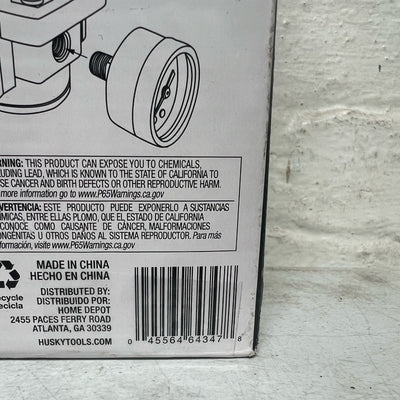 RNING: THIS PRODUCT CAN EXPOSE YOU TO CHEMICALS,
LUDING LEAD, WHICH IS KNOWN TO THE STATE OF CALIFORNIA TO
SE CANCER AND BIRTH DEFECTS OR OTHER REPRODUCTIVE HARM.
more information go to www.P65Warnings.ca.gov
VERTENCIA: ESTE PRODUCTO PUEDE EXPONERLO A SUSTANCIAS
ÍMICAS, ENTRE ELLAS PLOMO, QUE EL ESTADO DE CALIFORNIA
CONOCE COMO CAUSANTE DE CÁNCER, MALFORMACIONES
NGÉNITAS U OTROS DAÑOS AL SISTEMA REPRODUCTOR. Para más
formación, visite www.P65Warnings.ca.gov
MADE IN CHINA
HECHO EN CHINA
ecycle
ecicla
DISTRIBUTED BY:
DISTRIBUIDO POR:
HOME DEPOT
2455 PACES FERRY ROAD
ATLANTA, GA 30339
HUSKYTOOLS.COM
0 45564 64347 8